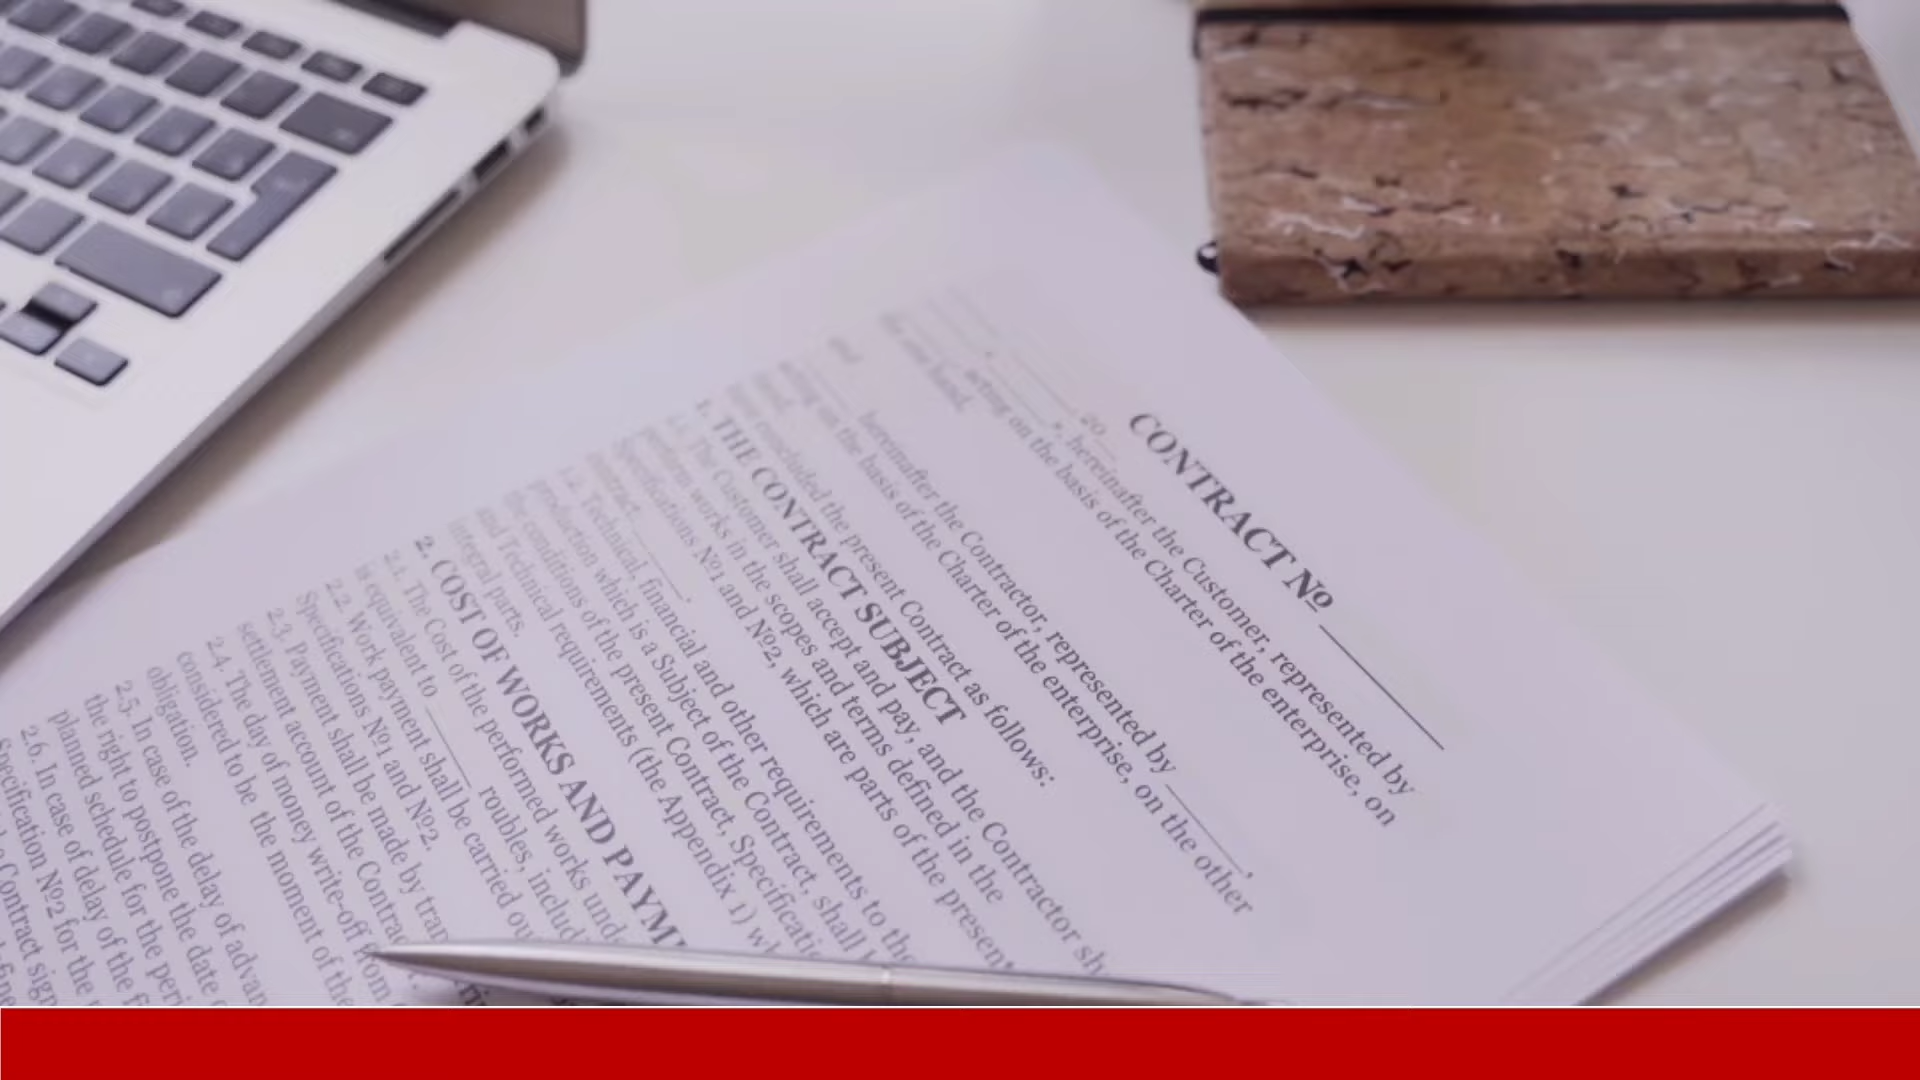 CONTRACT №
20
», hereinafter the Customer, represented by
acting on the basis of the Charter of the enterprise, on
the one hand,
and
hereinafter the Contractor, represented by
acting on the basis of the Charter of the enterprise, on the other
hand,
concluded the present Contract as follows:
1. THE CONTRACT SUBJECT
1.1. The Customer shall accept and pay, and the Contractor sh
perform works in the scopes and terms defined in the
Specifications №1 and №2, which are parts of the present
contract.
1.2. Technical, financial and other requirements to the
production which is a Subject of the Contract, shall
the conditions of the present Contract, Specificatio
and Technical requirements (the Appendix 1) wh
integral parts.
2. COST OF WORKS AND PAYM
2.1. The Cost of the performed works unde
is equivalent to roubles, includ
2.2. Work payment shall be carried ou
Specifications №1 and №2.
2.3. Payment shall be made by tran
settlement account of the Contrac
2.4. The day of money write-off from
considered to be the moment of the
obligation.
2.5. In case of the delay of advan
the right to postpone the date
planned schedule for the peri
2.6. In case of delay of the f
Specification №2 for the
Contract sign